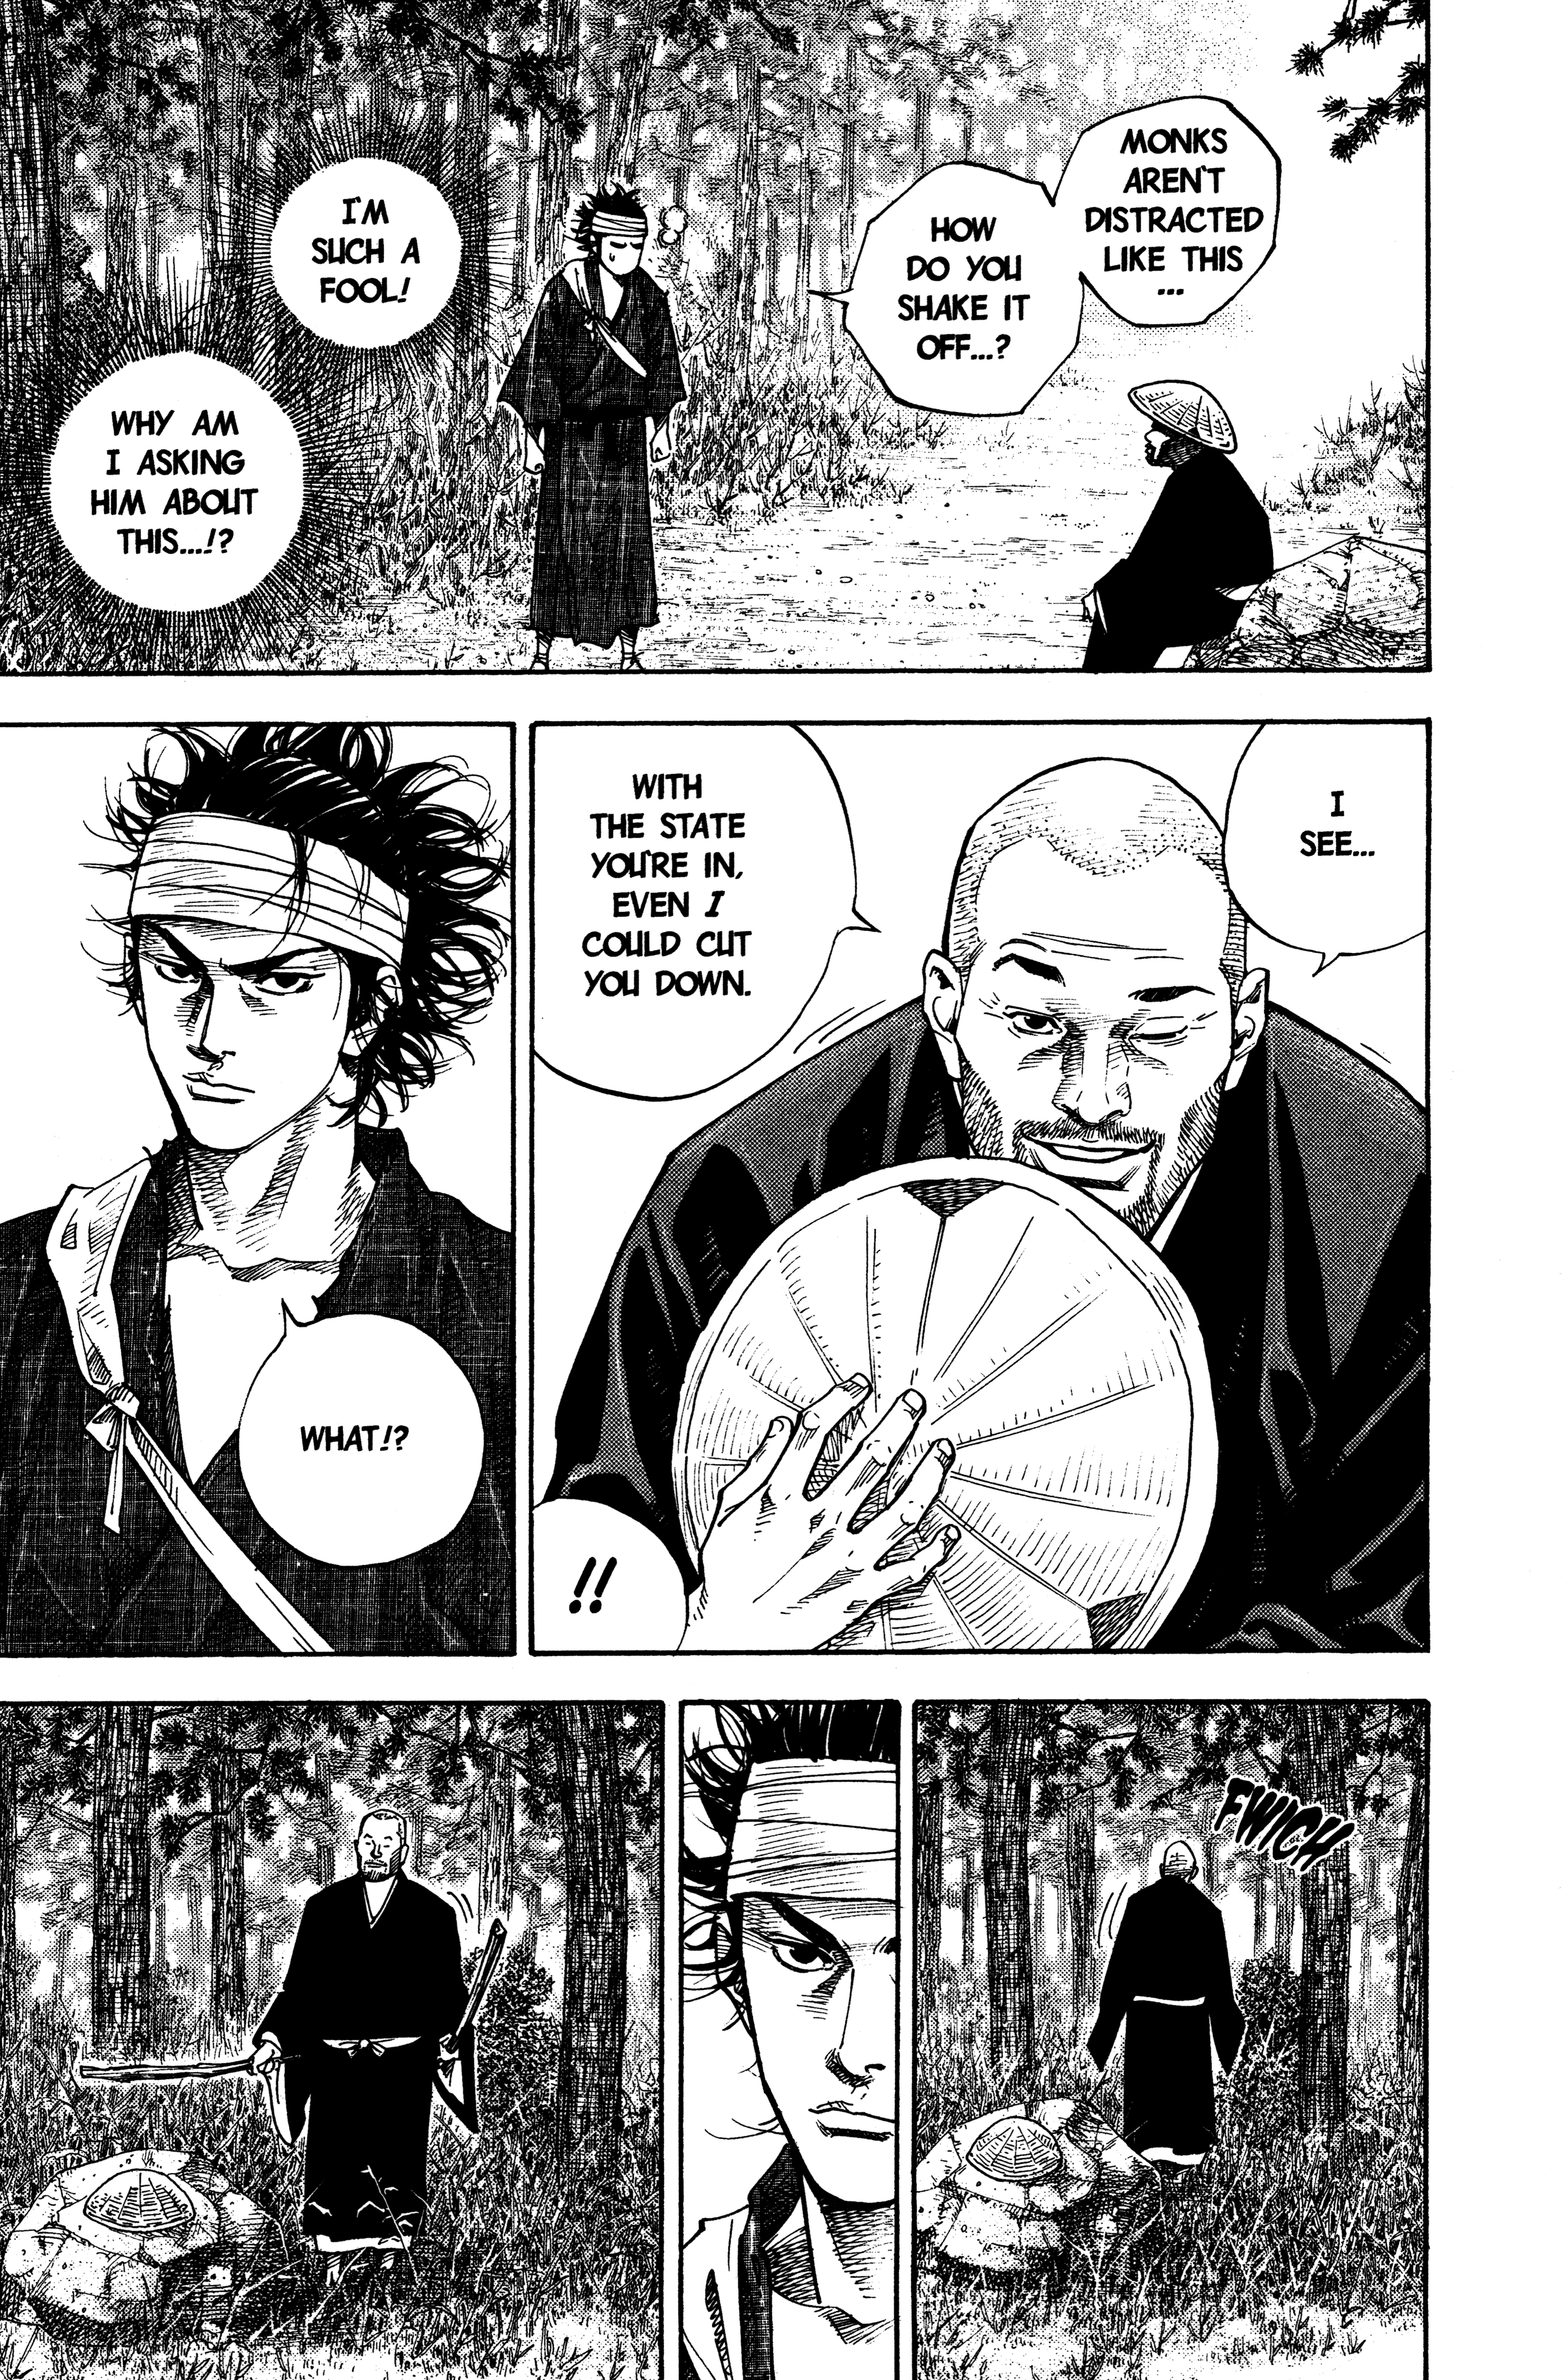 MONKS
AREN'T
DISTRACTED
LIKE THIS
...
HOW
DO YOU
SHAKE IT
OFF...?
I'M
SUCH A
FOOL!
WHY AM
I ASKING
HIM ABOUT
THIS...!?
I
SEE...
WITH
THE STATE
YOU'RE IN,
EVEN I
COULD CUT
YOU DOWN.
!!
WHAT!?
FWICH